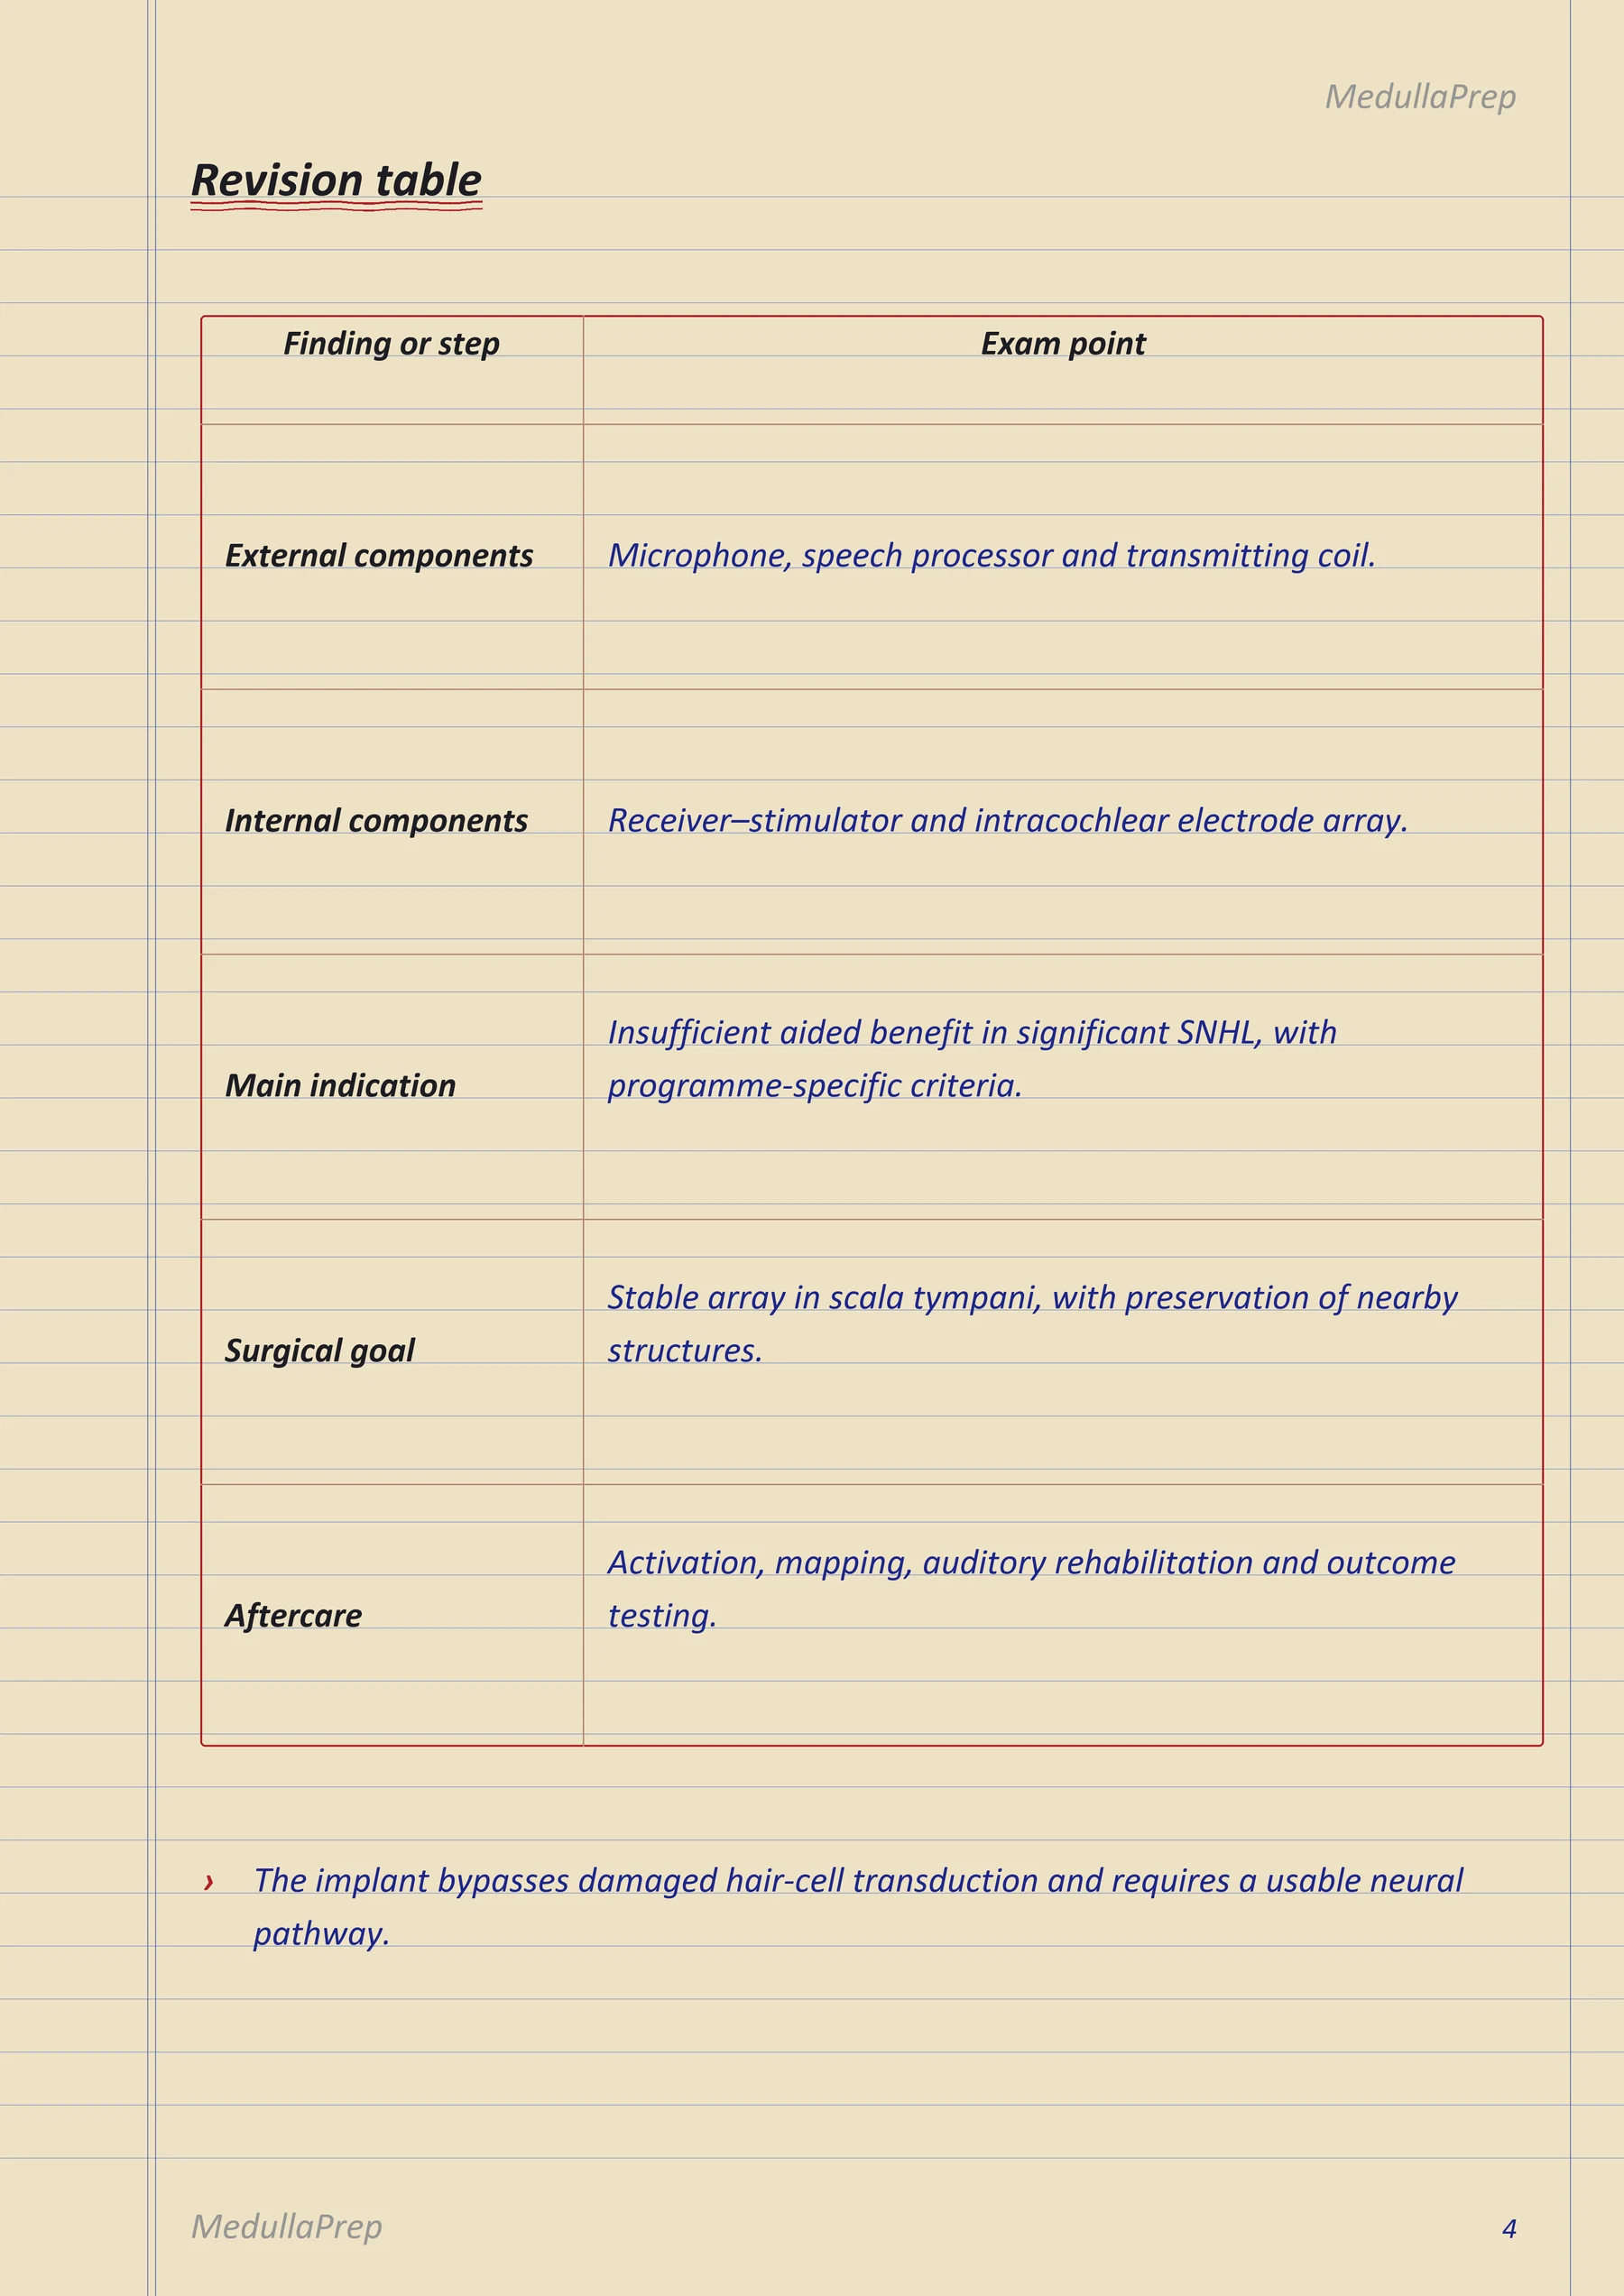 MedullaPrep
Revision table
Finding or step
Exam point
External components
Microphone, speech processor and transmitting coil.
Internal components
Receiver–stimulator and intracochlear electrode array.
Main indication
Insufficient aided benefit in significant SNHL, with
programme-specific criteria.
Surgical goal
Stable array in scala tympani, with preservation of nearby
structures.
Aftercare
Activation, mapping, auditory rehabilitation and outcome
testing.
› The implant bypasses damaged hair-cell transduction and requires a usable neural
pathway.
MedullaPrep
4